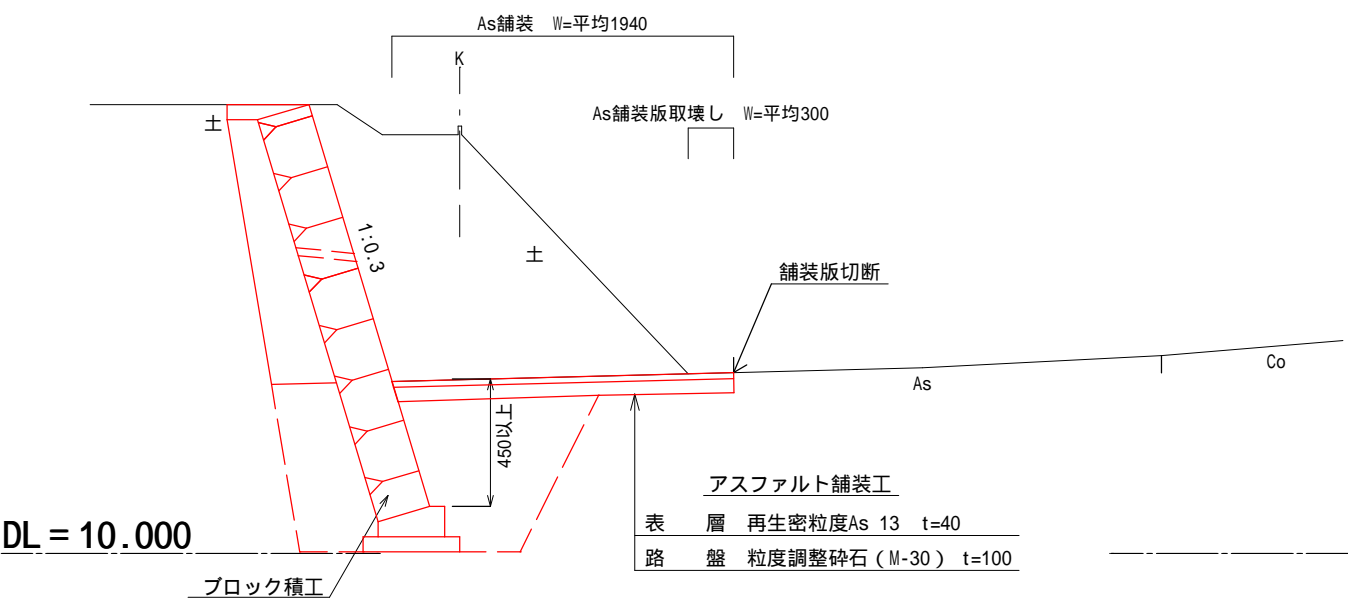 As舗装 W=平均1940
K
As舗装版取壊し W=平均300
土
1:0.3
土
舗装版切断
Co
As
450以上
アスファルト舗装工
表 層 再生密粒度As 13 t=40
路 盤 粒度調整砕石(M-30) t=100
DL=10.000
ブロック積工